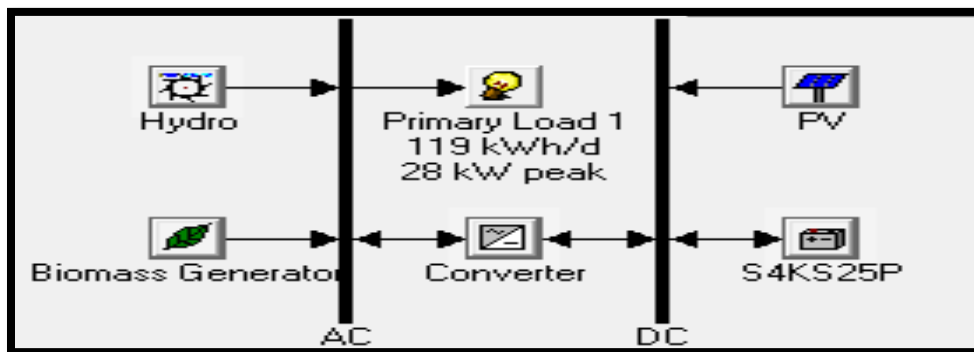 Hydro
Primary Load 1
119 kWh/d
28 kW peak
PV
Biomass Generator
Converter
S4KS25P
AC
DC